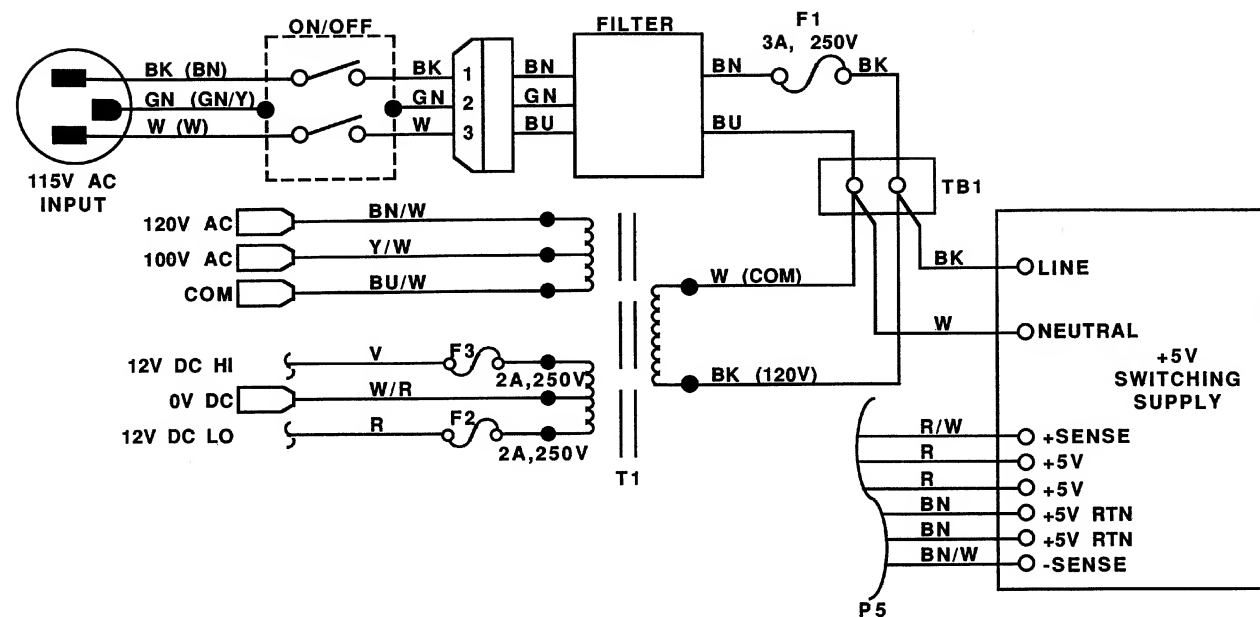 ON/OFF
FILTER
F1
3A, 250V
BK (BN)
BK
1
BN
BN
BK
GN (GN/Y)
GN
2
GN
W (W)
W
3
BU
BU
115V AC
INPUT
TB1
120V AC
BN/W
100V AC
Y/W
COM
BU/W
W (COM)
BK
LINE
W
NEUTRAL
12V DC HI
V
F3
2A,250V
BK (120V)
+5V
SWITCHING
SUPPLY
0V DC
W/R
12V DC LO
R
F2
2A,250V
T1
R/W
+SENSE
R
+5V
R
+5V
BN
+5V RTN
BN
+5V RTN
BN/W
-SENSE
P5